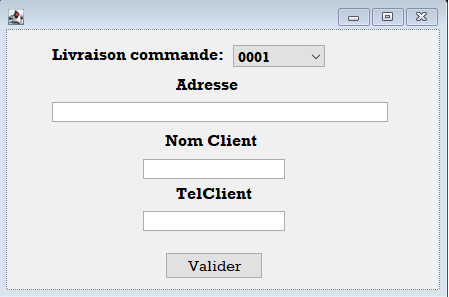 Livraison commande: 0001
Adresse
Nom Client
TelClient
Valider